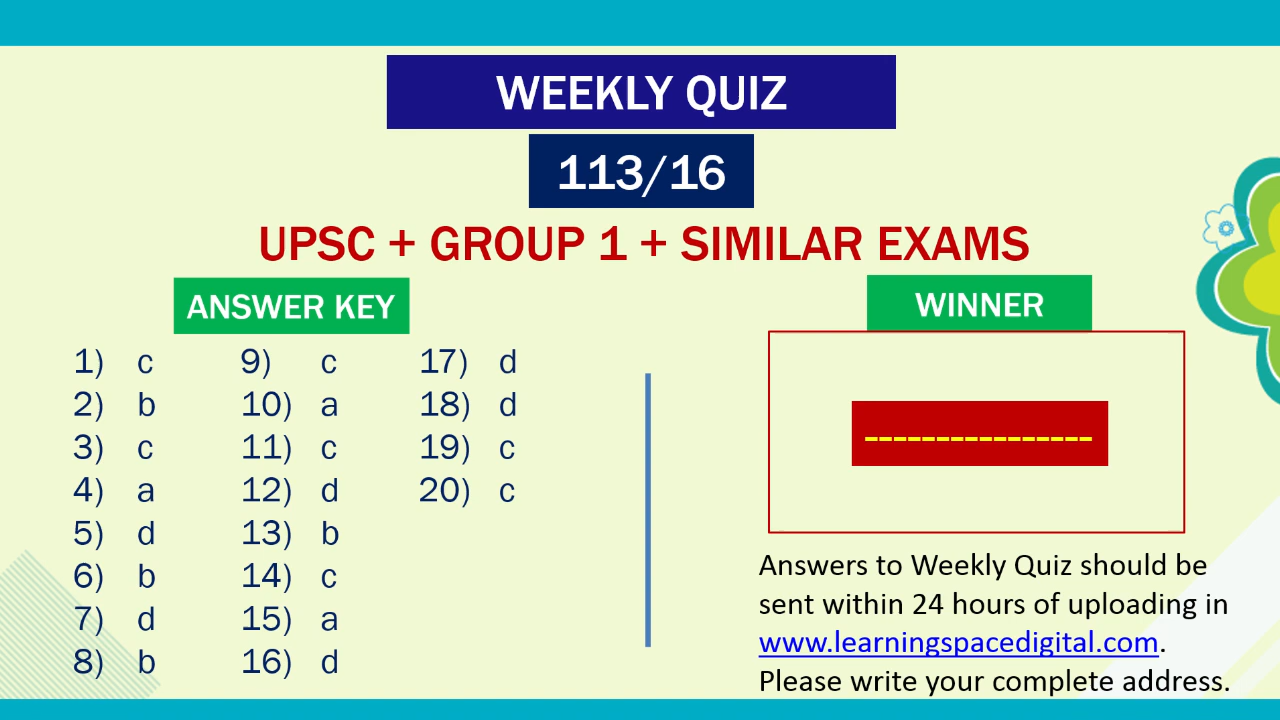 WEEKLY QUIZ
113/16
UPSC + GROUP 1 + SIMILAR EXAMS
ANSWER KEY
1) c
2) b
3) c
4) a
5) d
6) b
7) d
8) b
9) c
10) a
11) c
12) d
13) b
14) c
15) a
16) d
17) d
18) d
19) c
20) c
WINNER
----------------
Answers to Weekly Quiz should be
sent within 24 hours of uploading in
www.learningspacedigital.com.
Please write your complete address.